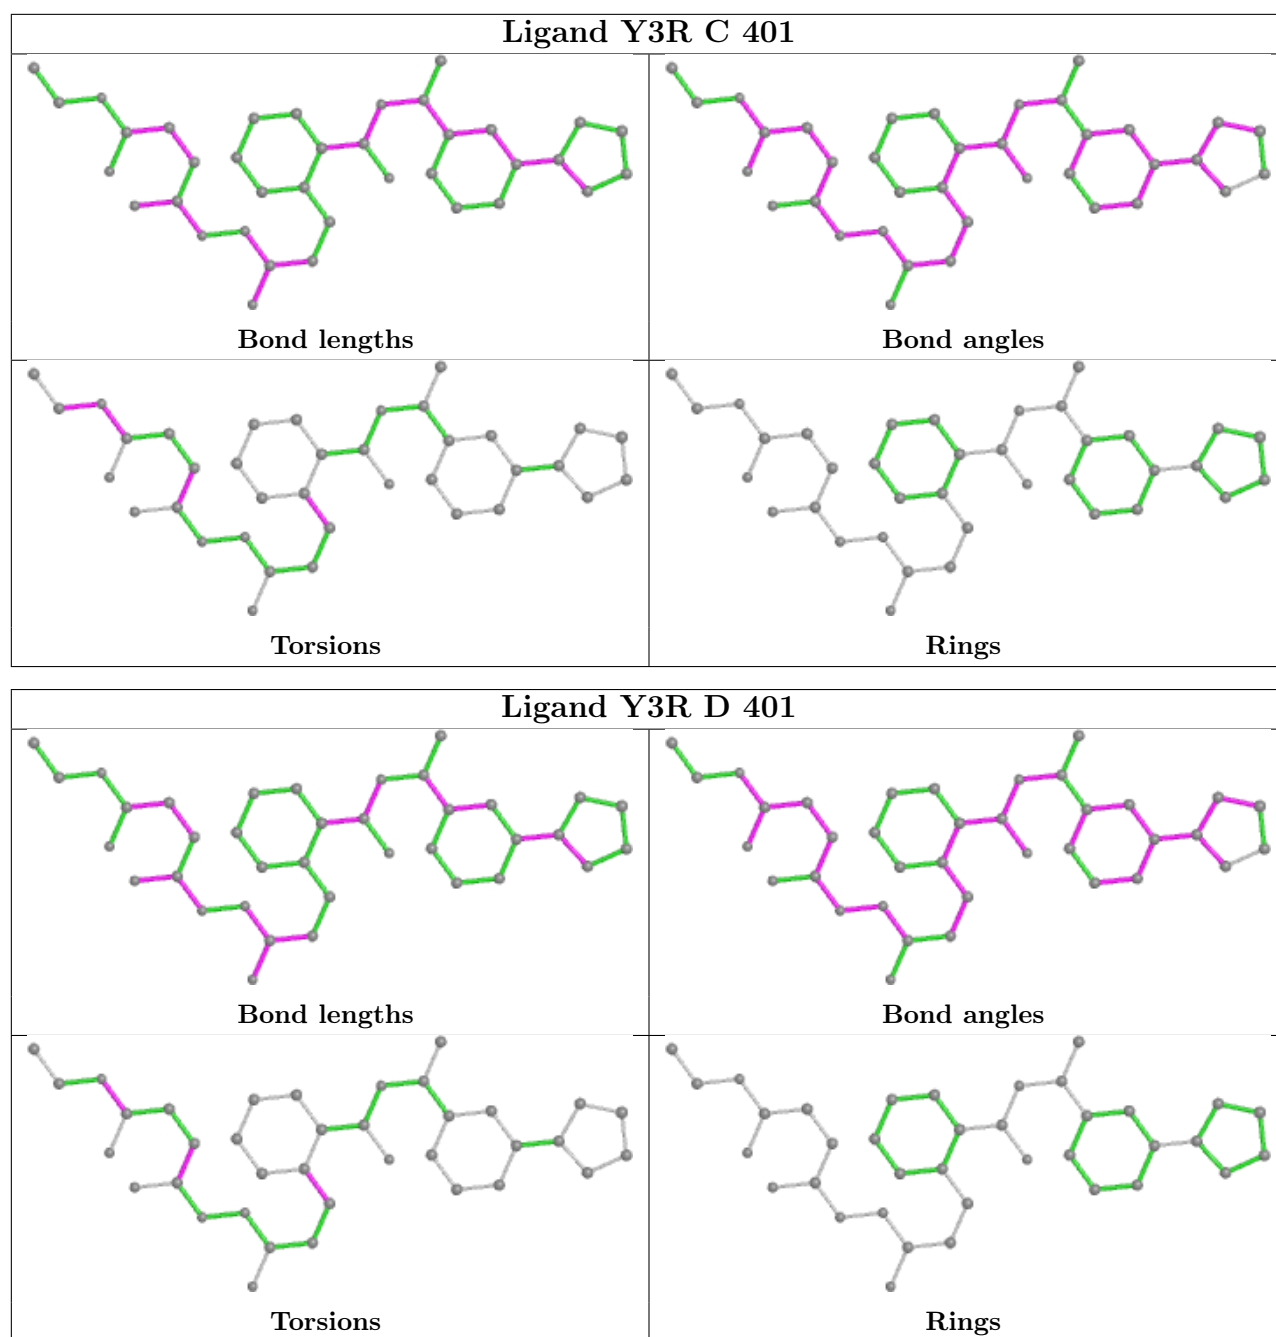 Ligand Y3R C 401
Bond lengths
Bond angles
Torsions
Rings
Ligand Y3R D 401
Bond lengths
Bond angles
Torsions
Rings